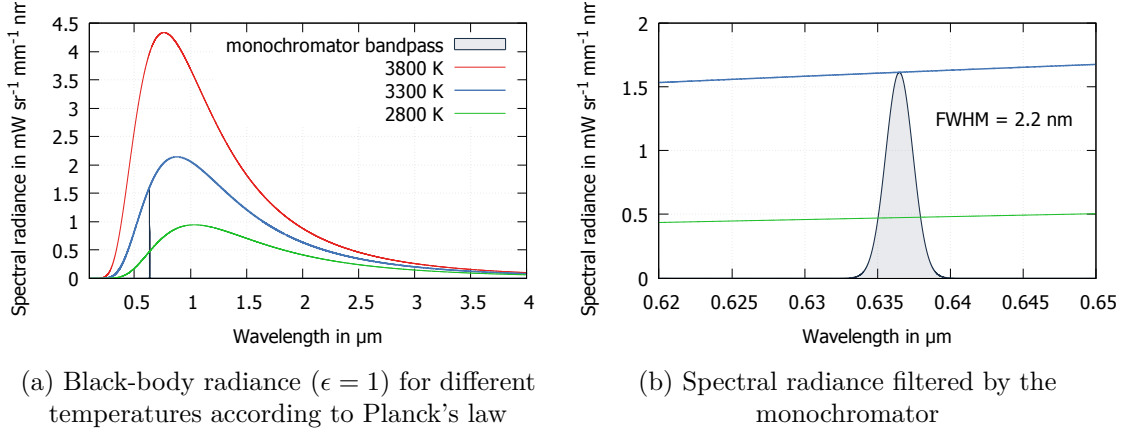 Spectral radiance in mW sr⁻¹ mm⁻¹ nm
4.5
4
3.5
3
2.5
2
1.5
1
0.5
0
monochromator bandpass
3800 K
3300 K
2800 K
0.5 1 1.5 2 2.5 3 3.5 4
Wavelength in µm
(a) Black-body radiance (ϵ = 1) for different
temperatures according to Planck's law
Spectral radiance in mW sr⁻¹ mm⁻¹ nm
2
1.5
1
0.5
0
FWHM = 2.2 nm
0.62 0.625 0.63 0.635 0.64 0.645 0.65
Wavelength in µm
(b) Spectral radiance filtered by the
monochromator